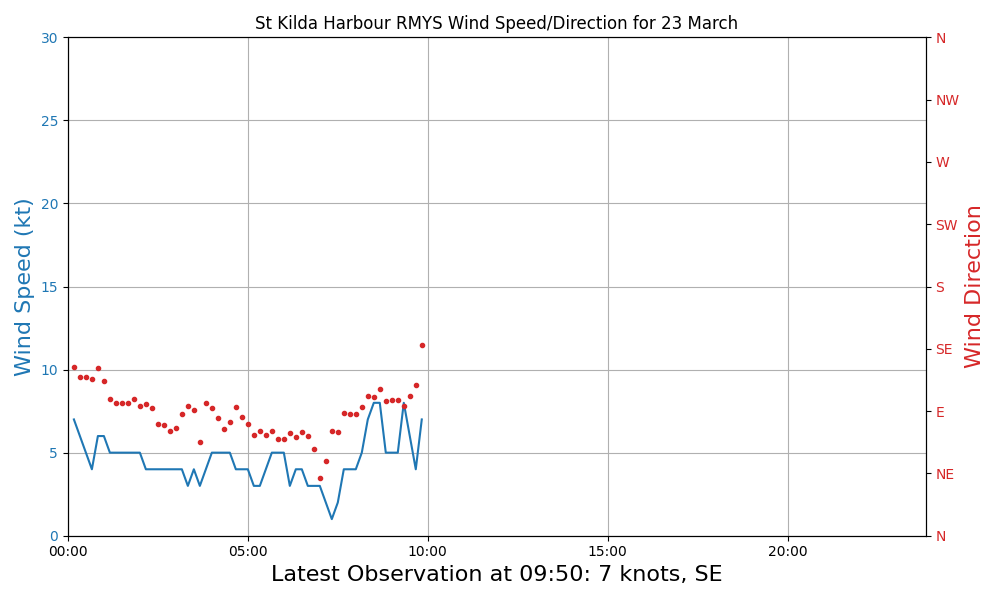 St Kilda Harbour RMYS Wind Speed/Direction for 23 March
30
25
20
15
10
5
0
Wind Speed (kt)
00:00
05:00
10:00
15:00
20:00
N
NW
W
SW
S
SE
E
NE
N
Wind Direction
Latest Observation at 09:50: 7 knots, SE